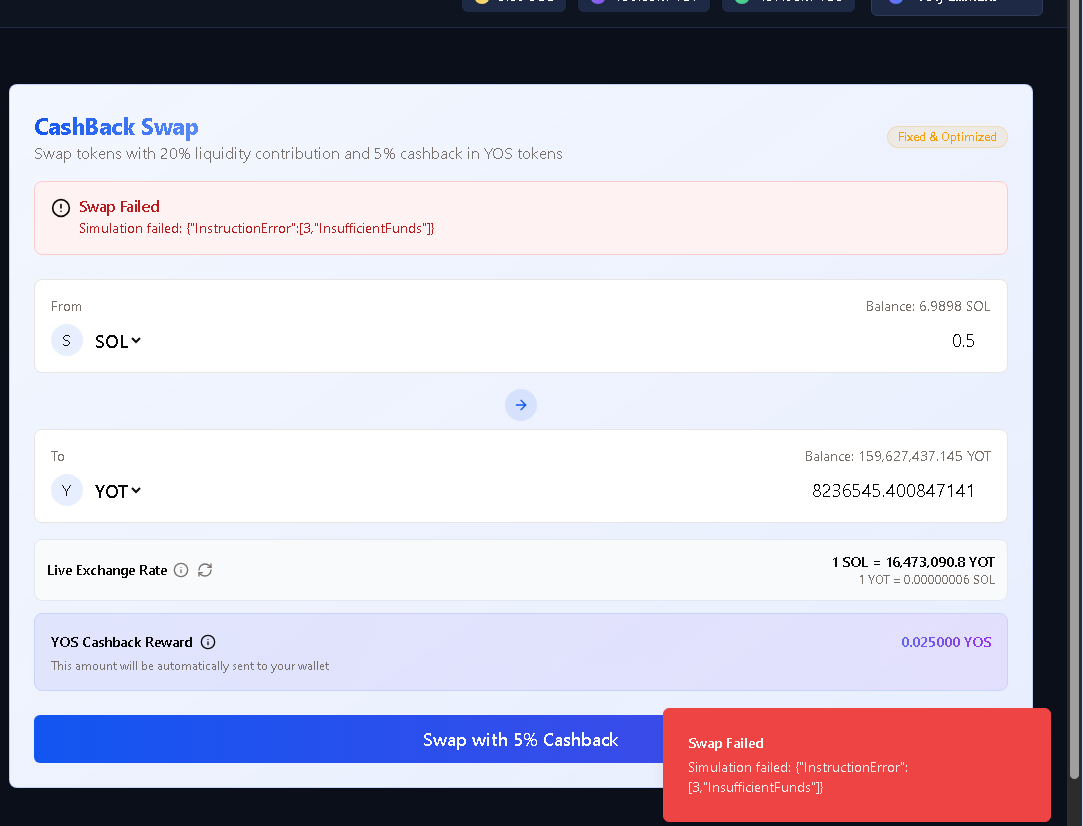 CashBack Swap
Swap tokens with 20% liquidity contribution and 5% cashback in YOS tokens
Fixed & Optimized
Swap Failed
Simulation failed: {"InstructionError":[3,"InsufficientFunds"]}
From
Balance: 6.9898 SOL
S
SOL
0.5
To
Balance: 159,627,437.145 YOT
Y
YOT
8236545.400847141
Live Exchange Rate
1 SOL = 16,473,090.8 YOT
1 YOT = 0.00000006 SOL
YOS Cashback Reward
0.025000 YOS
This amount will be automatically sent to your wallet
Swap with 5% Cashback
Swap Failed
Simulation failed: {"InstructionError":
[3,"InsufficientFunds"]}